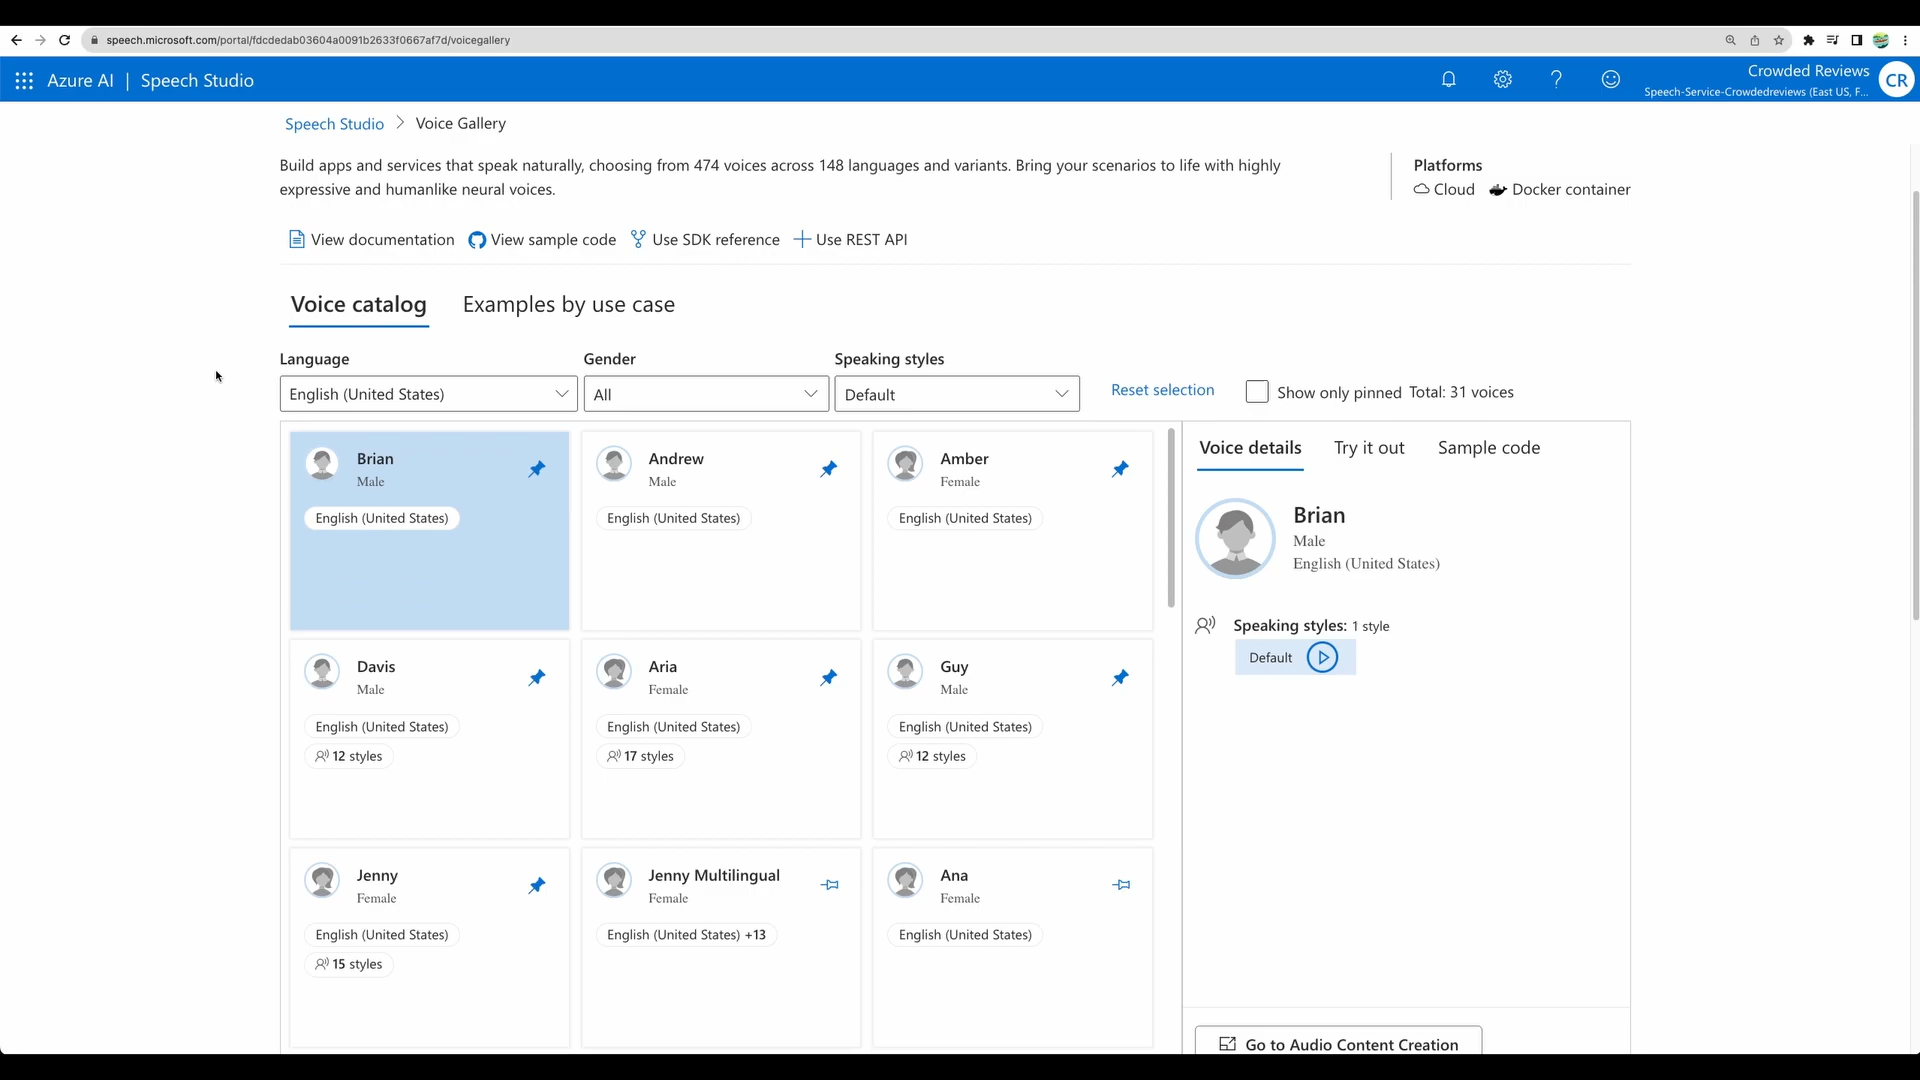 speech.microsoft.com/portal/fdcdedab03604a0091b2633f0667af7d/voicegallery
Azure AI | Speech Studio
Crowded Reviews
Speech-Service-Crowdedreviews (East US, F...
CR
Speech Studio > Voice Gallery
Build apps and services that speak naturally, choosing from 474 voices across 148 languages and variants. Bring your scenarios to life with highly
expressive and humanlike neural voices.
Platforms
Cloud Docker container
View documentation View sample code Use SDK reference Use REST API
Voice catalog Examples by use case
Language Gender Speaking styles
English (United States) All Default Reset selection Show only pinned Total: 31 voices
Brian
Male
English (United States)
Andrew
Male
English (United States)
Amber
Female
English (United States)
Davis
Male
English (United States)
12 styles
Aria
Female
English (United States)
17 styles
Guy
Male
English (United States)
12 styles
Jenny
Female
English (United States)
15 styles
Jenny Multilingual
Female
English (United States) +13
Ana
Female
English (United States)
Voice details Try it out Sample code
Brian
Male
English (United States)
Speaking styles: 1 style
Default
Go to Audio Content Creation